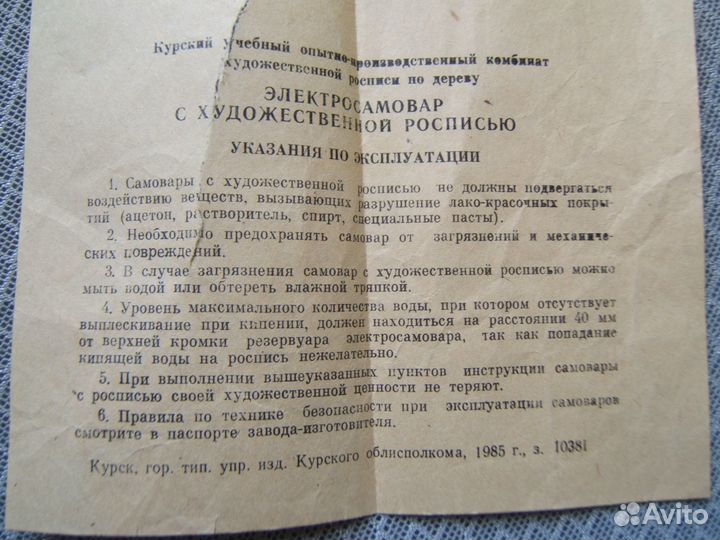 Курский учебный опытно-производственный комбинат
художественной росписи по дереву
ЭЛЕКТРОСАМОВАР
С ХУДОЖЕСТВЕННОЙ РОСПИСЬЮ
УКАЗАНИЯ ПО ЭКСПЛУАТАЦИИ
1. Самовары с художественной росписью не должны подвергаться
воздействию веществ, вызывающих разрушение лако-красочных покры-
тий (ацетон, растворитель, спирт, специальные пасты).
2. Необходимо предохранять самовар от загрязнений и механиче-
ских повреждений.
3. В случае загрязнения самовар с художественной росписью можно
мыть водой или обтереть влажной тряпкой.
4. Уровень максимального количества воды, при котором отсутствует
выплескивание при кипении, должен находиться на расстоянии 40 мм
от верхней кромки резервуара электросамовара, так как попадание
кипящей воды на роспись нежелательно.
5. При выполнении вышеуказанных пунктов инструкции самовары
с росписью своей художественной ценности не теряют.
6. Правила по технике безопасности при эксплуатации самоваров
смотрите в паспорте завода-изготовителя.
Курск, гор. тип. упр. изд. Курского облисполкома, 1985 г., з. 10381
Avito